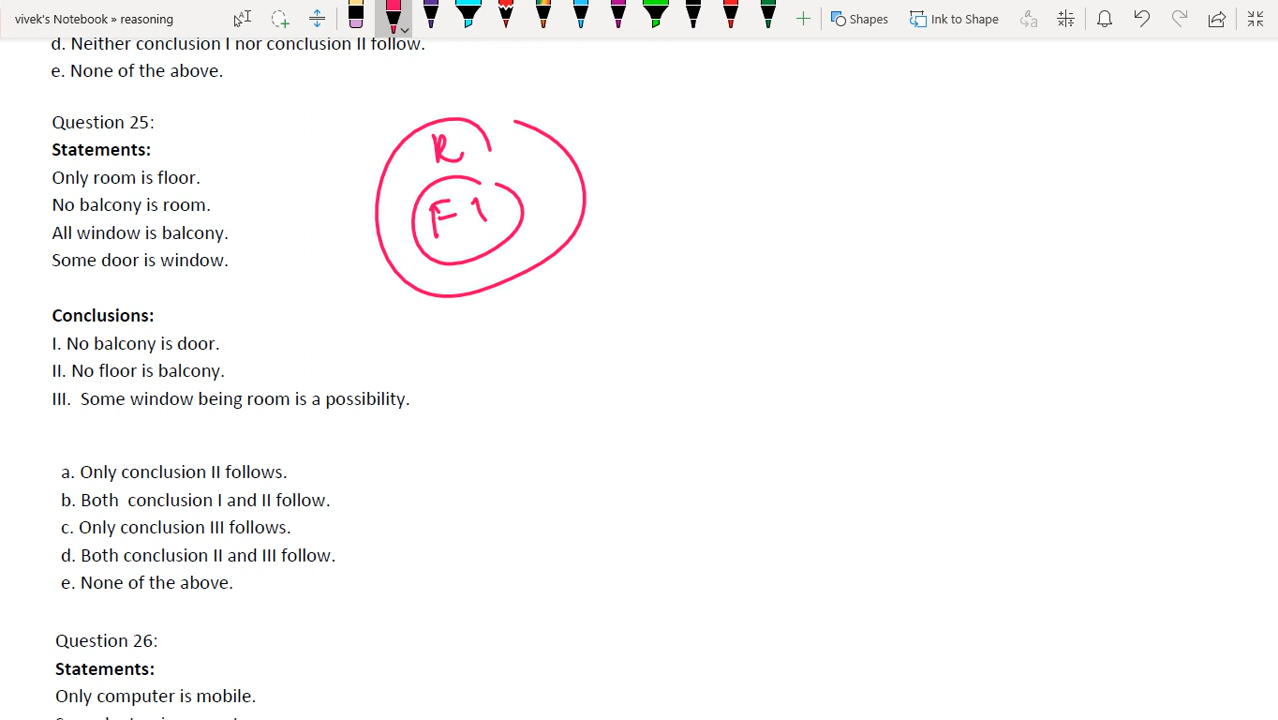 vivek's Notebook » reasoning
Shapes
Ink to Shape
d. Neither conclusion I nor conclusion II follow.
e. None of the above.
Question 25:
Statements:
Only room is floor.
No balcony is room.
All window is balcony.
Some door is window.
R
Fl
Conclusions:
I. No balcony is door.
II. No floor is balcony.
III.  Some window being room is a possibility.
a. Only conclusion II follows.
b. Both  conclusion I and II follow.
c. Only conclusion III follows.
d. Both conclusion II and III follow.
e. None of the above.
Question 26:
Statements:
Only computer is mobile.